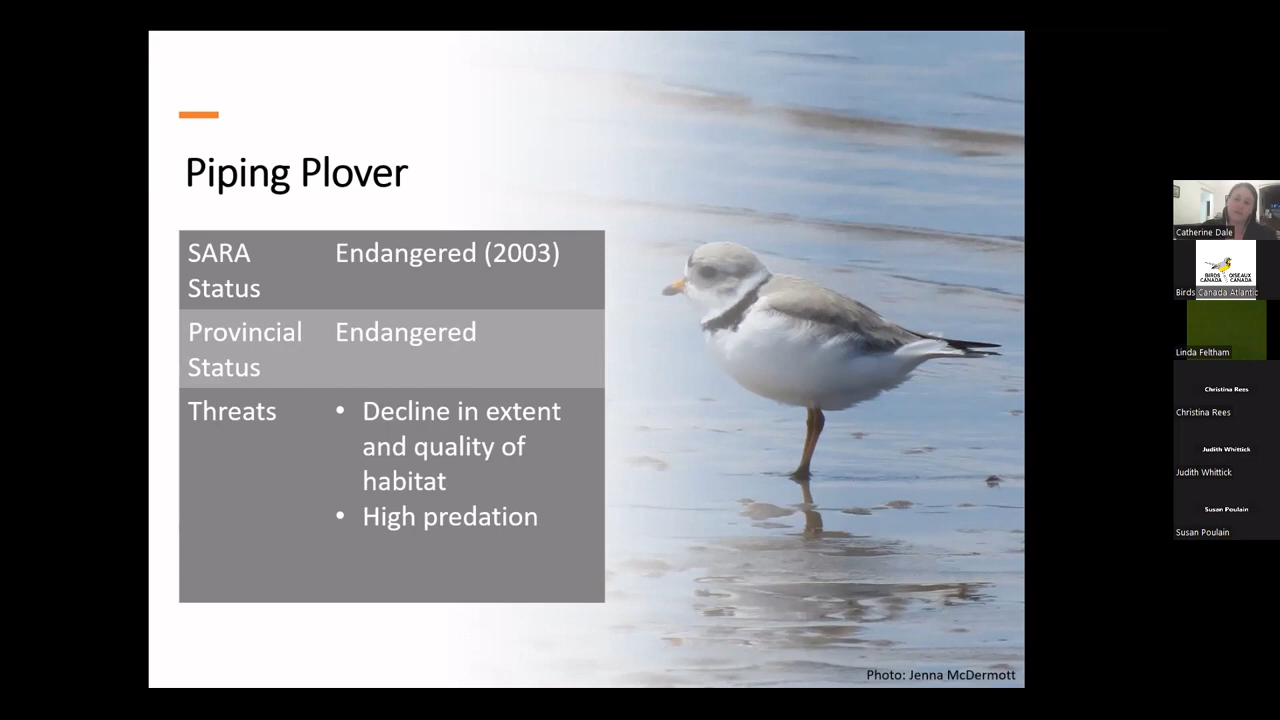 Piping Plover
SARA Status
Endangered (2003)
Provincial Status
Endangered
Threats
• Decline in extent
and quality of
habitat
• High predation
Photo: Jenna McDermott
Catherine Dale
BIRDS CANADA
OISEAUX CANADA
Birds Canada Atlantic
Linda Feltham
Christina Rees
Christina Rees
Judith Whittick
Judith Whittick
Susan Poulain
Susan Poulain